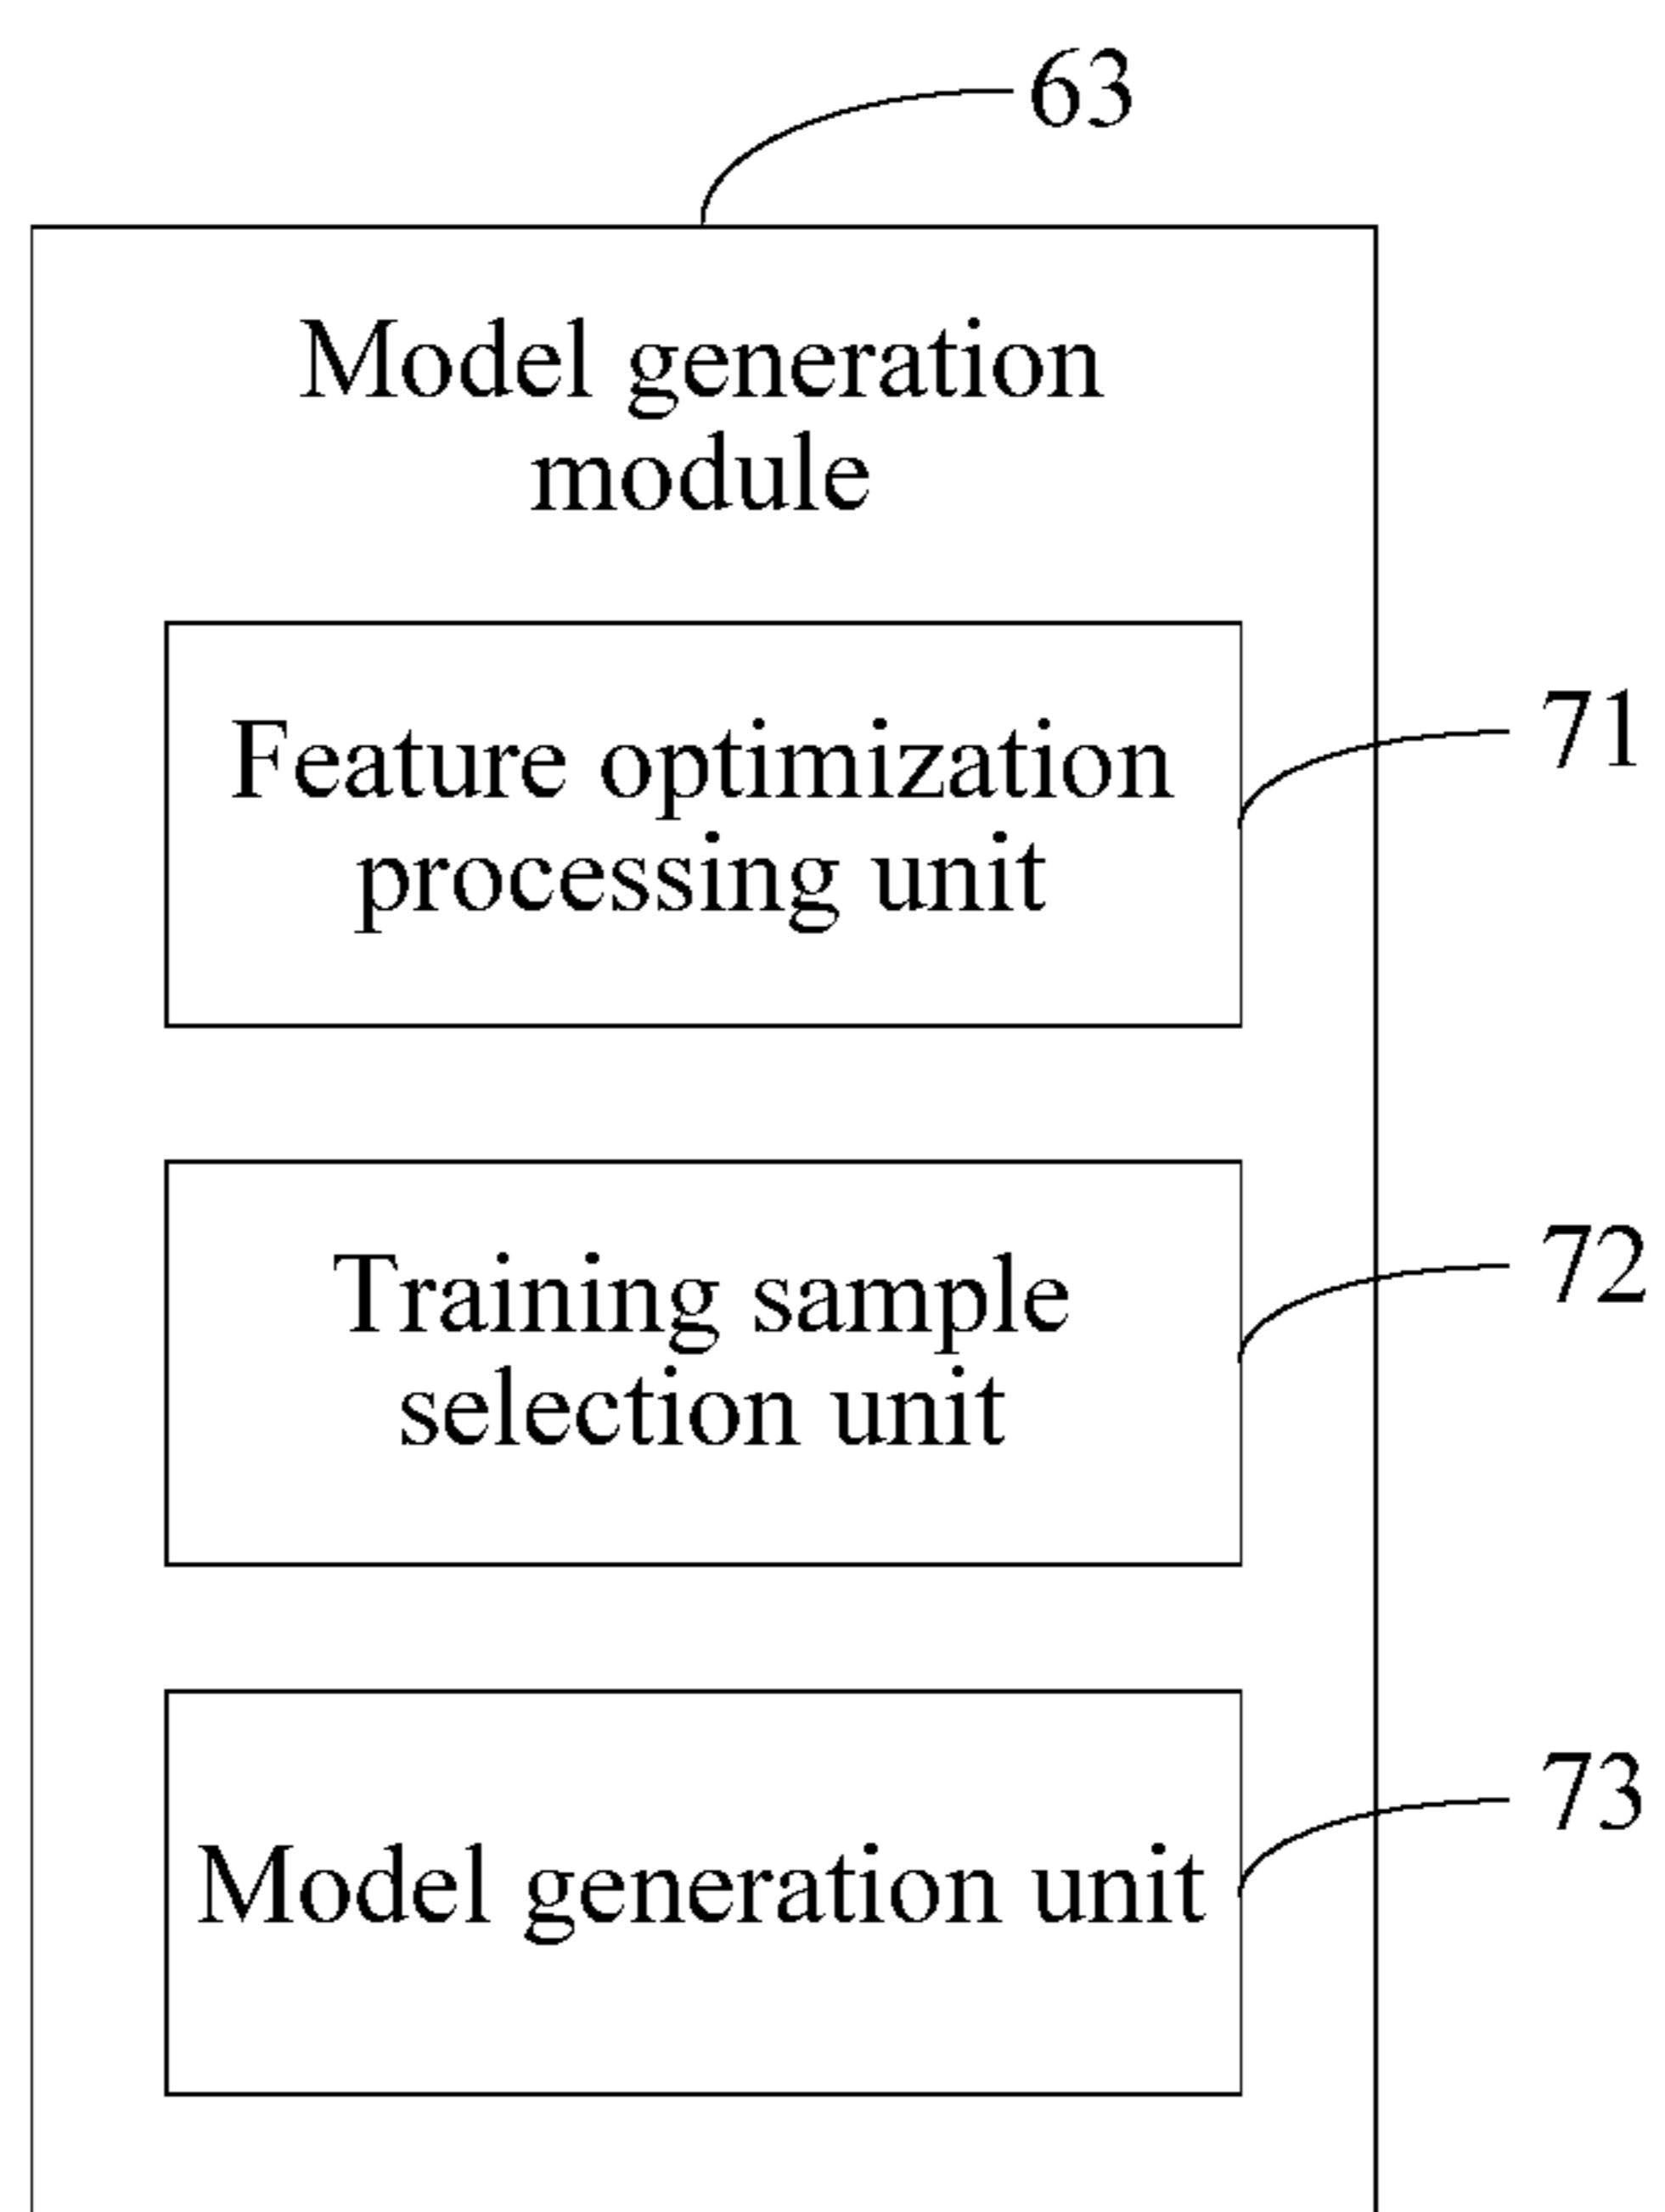 63
Model generation
module
Feature optimization
processing unit
71
Training sample
selection unit
72
Model generation unit
73